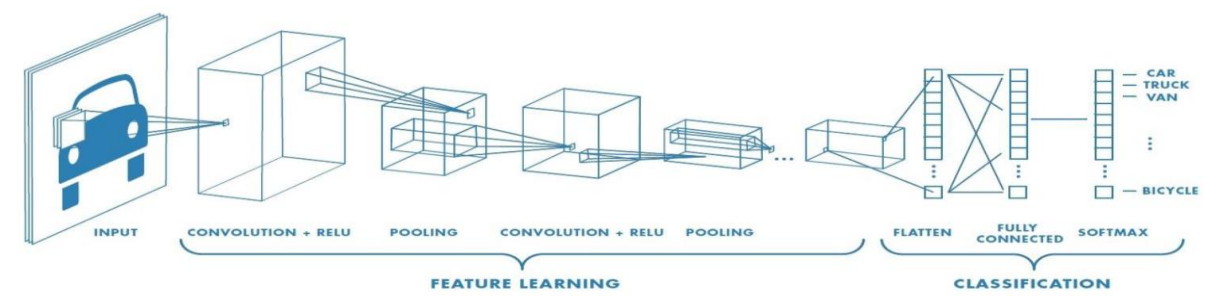 CAR
TRUCK
VAN
BICYCLE
INPUT
CONVOLUTION + RELU
POOLING
CONVOLUTION + RELU
POOLING
FLATTEN
FULLY
CONNECTED
SOFTMAX
FEATURE LEARNING
CLASSIFICATION